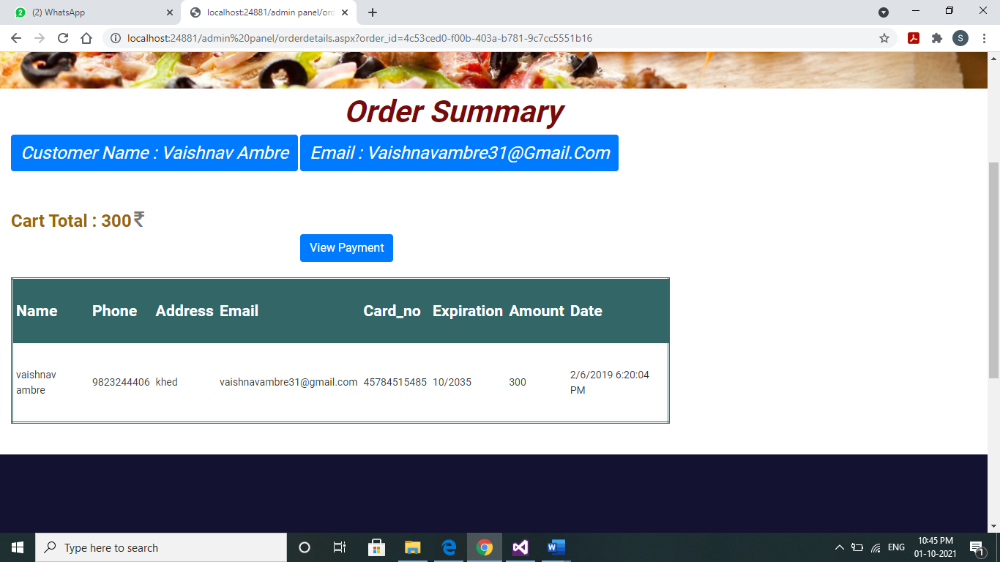 (2) WhatsApp
localhost:24881/admin panel/ord
localhost:24881/admin%20panel/orderdetails.aspx?order_id=4c53ced0-f00b-403a-b781-9c7cc5551b16
S
Order Summary
Customer Name : Vaishnav Ambre Email : Vaishnavambre31@Gmail.Com
Cart Total : 300₹
View Payment
Name Phone Address Email Card_no Expiration Amount Date
vaishnav ambre 9823244406 khed vaishnavambre31@gmail.com 45784515485 10/2035 300 2/6/2019 6:20:04 PM
Type here to search
ENG
10:45 PM
01-10-2021
1